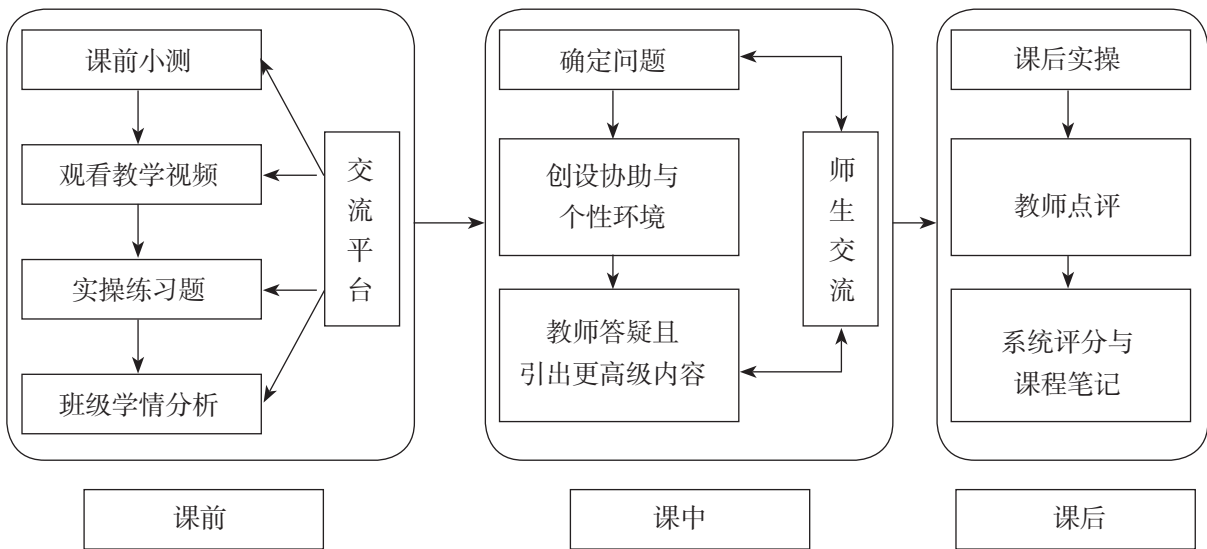 课前小测
观看教学视频
实操练习题
班级学情分析
交
流
平
台
确定问题
创设协助与
个性环境
教师答疑且
引出更高级内容
师
生
交
流
课后实操
教师点评
系统评分与
课程笔记
课前
课中
课后